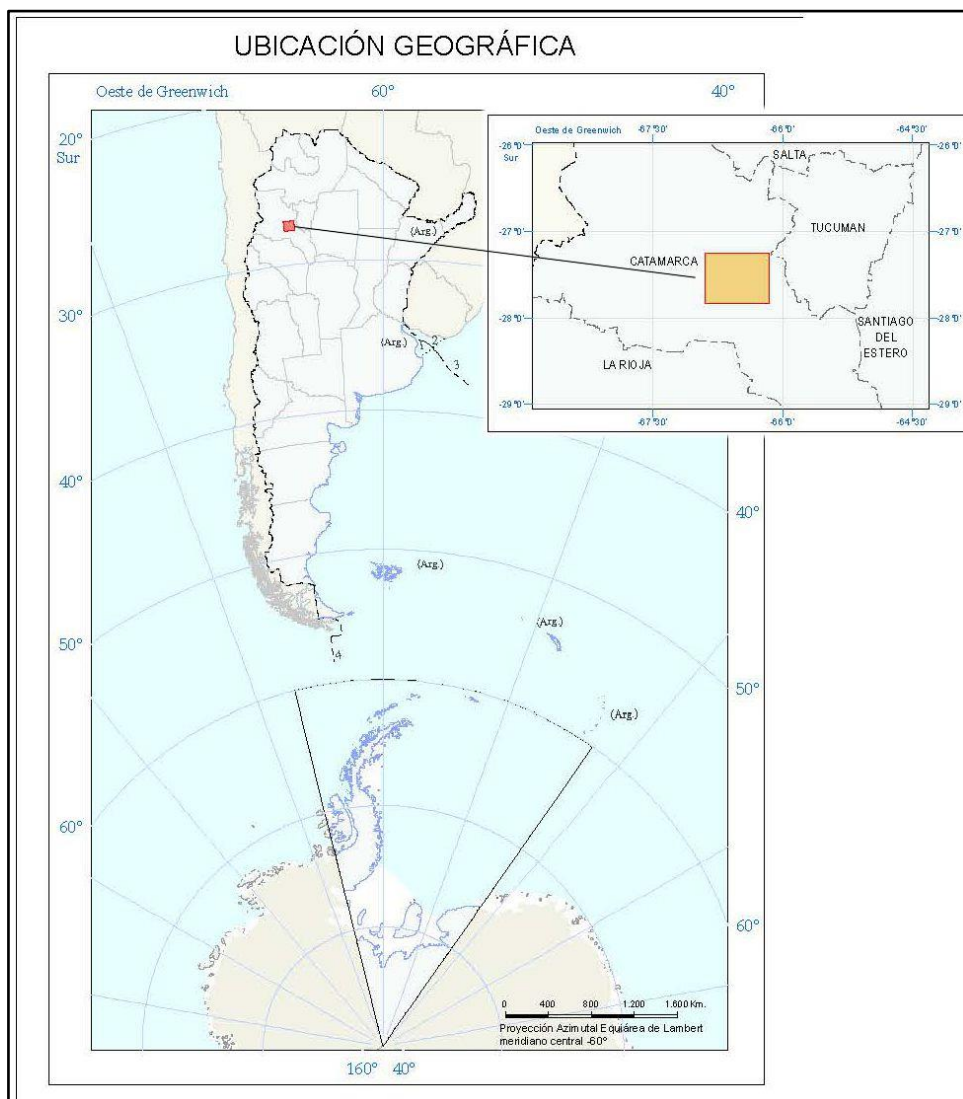 UBICACIÓN GEOGRÁFICA
Oeste de Greenwich
60°
40°
20°
Sur
30°
40°
50°
60°
40°
50°
60°
160° 40°
(Arg.)
(Arg.)
1
2
3
(Arg.)
(Arg.)
4
(Arg.)
0 400 800 1.200 1.600 Km.
Proyección Azimutal Equiárea de Lambert
meridiano central -60°
Oeste de Greenwich
-67°30'
-66°0'
-64°30'
-26°0'
Sur
-26°0'
-27°0'
-27°0'
-28°0'
-28°0'
-29°0'
-29°0'
-67°30'
-66°0'
-64°30'
SALTA
TUCUMAN
CATAMARCA
SANTIAGO
DEL
ESTERO
LA RIOJA